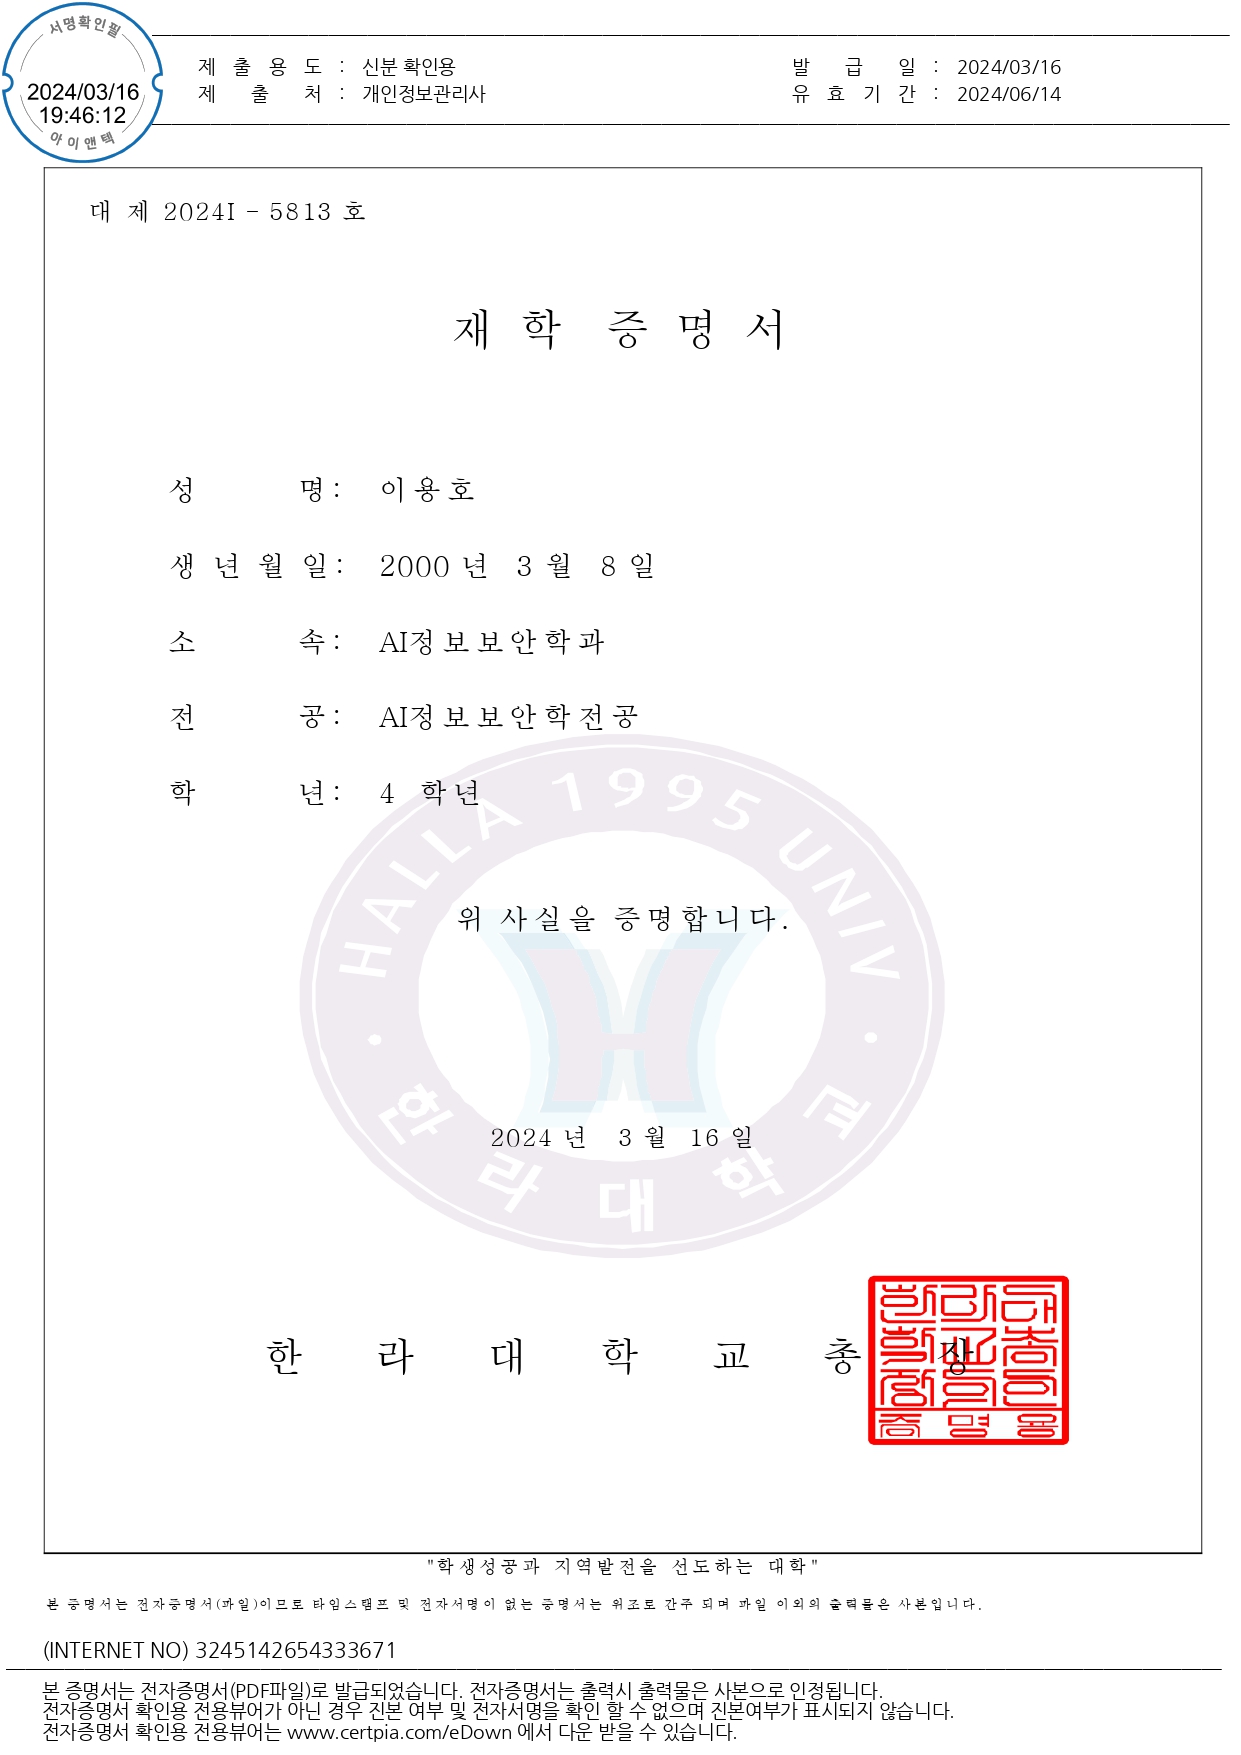 서명확인필
2024/03/16
19:46:12
아이앤텍
제 출 용 도 : 신분 확인용
발 급 일 : 2024/03/16
제 출 처 : 개인정보관리사
유 효 기 간 : 2024/06/14
대 제 2024I - 5813 호
재 학 증 명 서
성 명 : 이용호
생 년 월 일 : 2000 년 3 월 8 일
소 속 : AI정보보안학과
전 공 : AI정보보안학전공
학 년 : 4 학년
HALLA 1995 UNIV
위 사실을 증명합니다.
2024 년 3 월 16 일
한라대학교
한 라 대 학 교 총 장
한라대
학교총
장의인
증명용
"학생성공과 지역발전을 선도하는 대학"
본 증명서는 전자증명서(파일)이므로 타임스탬프 및 전자서명이 없는 증명서는 위조로 간주 되며 파일 이외의 출력물은 사본입니다.
(INTERNET NO) 3245142654333671
본 증명서는 전자증명서(PDF파일)로 발급되었습니다. 전자증명서는 출력시 출력물은 사본으로 인정됩니다.
전자증명서 확인용 전용뷰어가 아닌 경우 진본 여부 및 전자서명을 확인 할 수 없으며 진본여부가 표시되지 않습니다.
전자증명서 확인용 전용뷰어는 www.certpia.com/eDown 에서 다운 받을 수 있습니다.